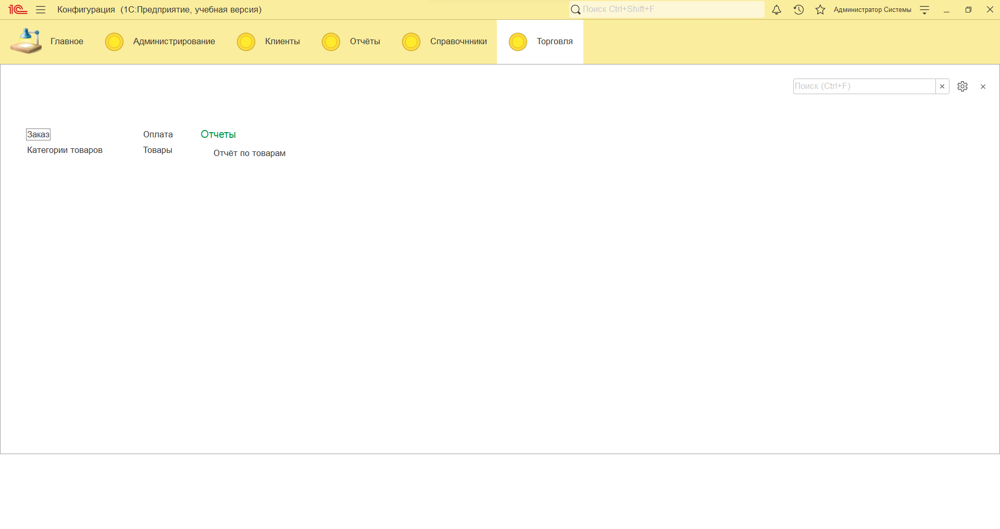 1С Конфигурация (1С:Предприятие, учебная версия) Поиск Ctrl+Shift+F Администратор Системы
Главное Администрирование Клиенты Отчёты Справочнники Торговля
Поиск (Ctrl+F)
Заказ Оплата Отчеты
Категории товаров Товары Отчёт по товарам